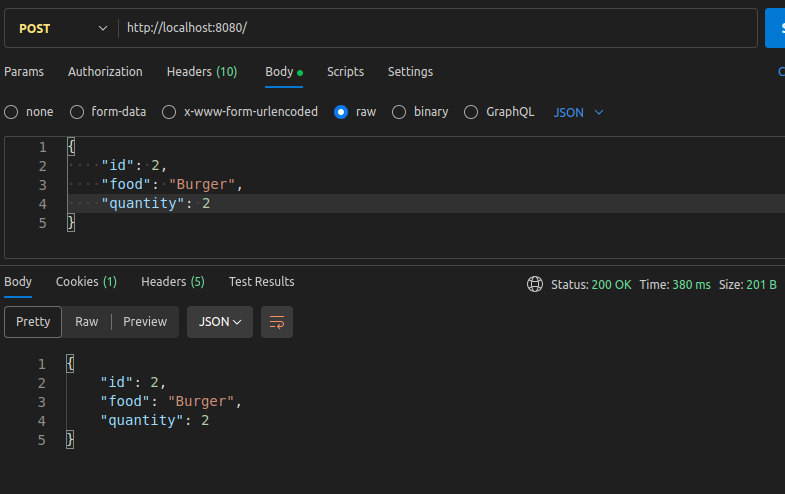 POST http://localhost:8080/
Params Authorization Headers (10) Body Scripts Settings
none form-data x-www-form-urlencoded raw binary GraphQL JSON
1 {
2 "id": 2,
3 "food": "Burger",
4 "quantity": 2
5 }
Body Cookies (1) Headers (5) Test Results Status: 200 OK Time: 380 ms Size: 201 B
Pretty Raw Preview JSON
1 {
2 "id": 2,
3 "food": "Burger",
4 "quantity": 2
5 }